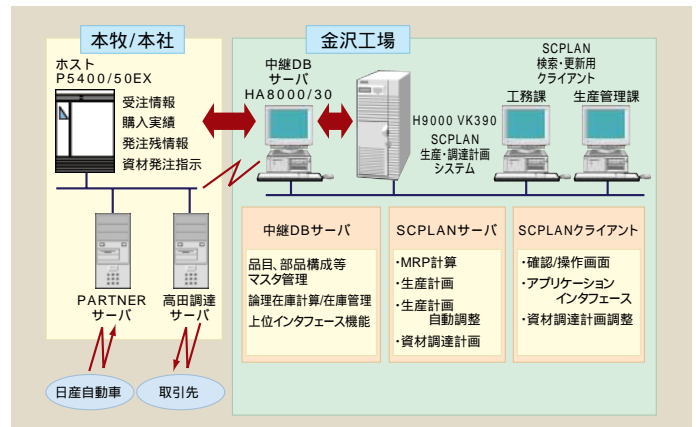 本牧/本社
ホスト
P5400/50EX
受注情報
購入実績
発注残情報
資材発注指示
PARTNER
サーバ
高田調達
サーバ
日産自動車
取引先
金沢工場
中継DB
サーバ
HA8000/30
H9000 VK390
SCPLAN
生産・調達計画
システム
SCPLAN
検索・更新用
クライアント
工務課
生産管理課
中継DBサーバ
品目、部品構成等
マスタ管理
論理在庫計算/在庫管理
上位インタフェース機能
SCPLANサーバ
・MRP計算
・生産計画
・生産計画
自動調整
・資材調達計画
SCPLANクライアント
・確認/操作画面
・アプリケーション
インタフェース
・資材調達計画調整